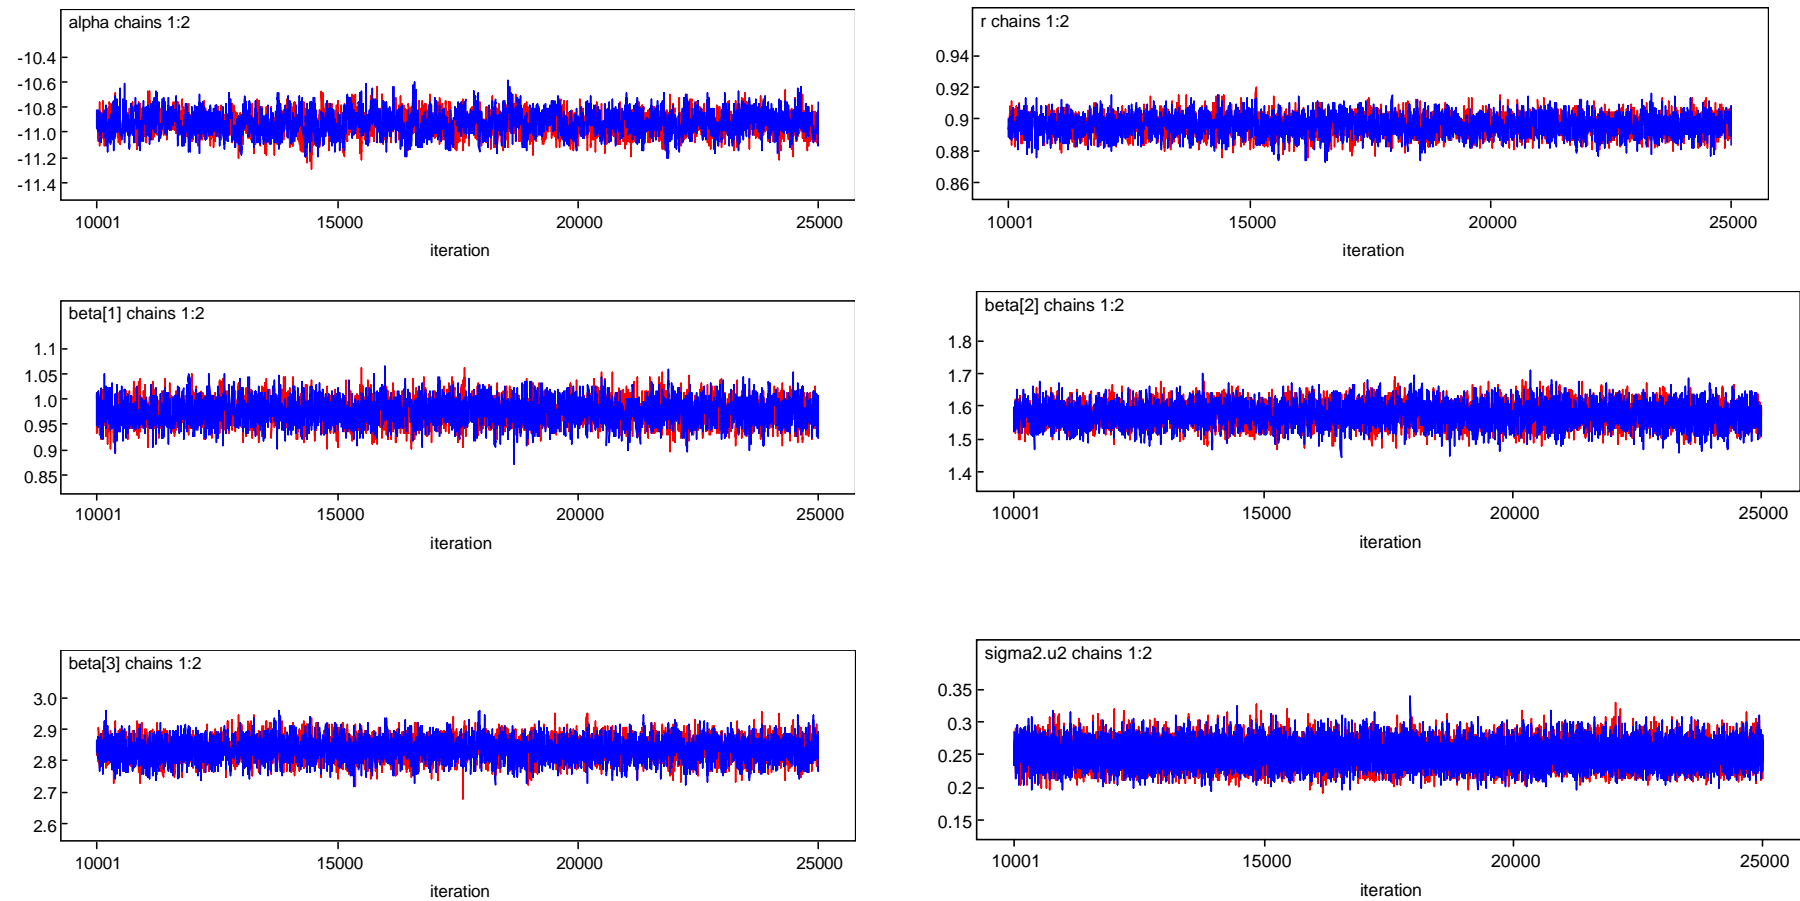 alpha chains 1:2
-10.4
-10.6
-10.8
-11.0
-11.2
-11.4
10001 15000 20000 25000
iteration
r chains 1:2
0.94
0.92
0.9
0.88
0.86
10001 15000 20000 25000
iteration
beta[1] chains 1:2
1.1
1.05
1.0
0.95
0.9
0.85
10001 15000 20000 25000
iteration
beta[2] chains 1:2
1.8
1.7
1.6
1.5
1.4
10001 15000 20000 25000
iteration
beta[3] chains 1:2
3.0
2.9
2.8
2.7
2.6
10001 15000 20000 25000
iteration
sigma2.u2 chains 1:2
0.35
0.3
0.25
0.2
0.15
10001 15000 20000 25000
iteration